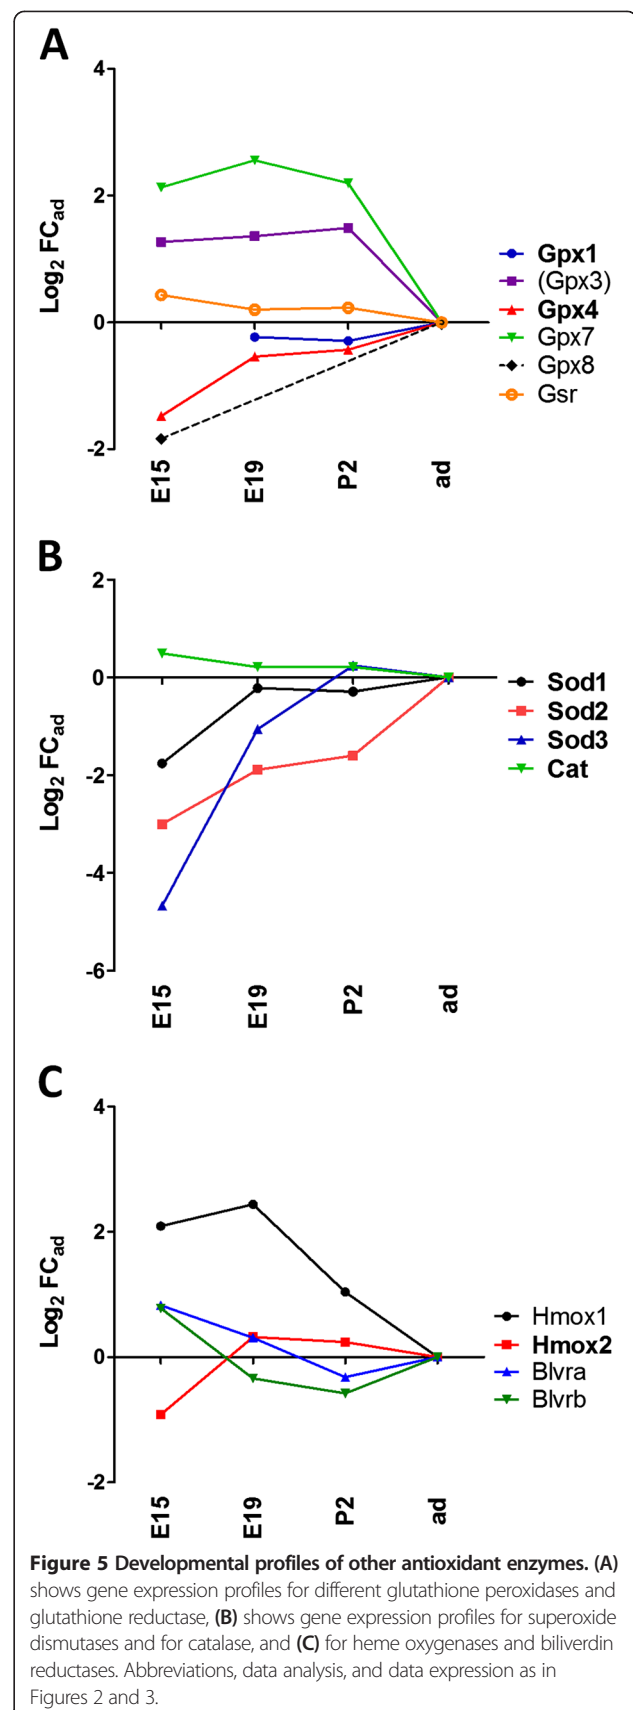 A
4
2
0
-2
Log2 FCad
E15
E19
P2
ad
Gpx1
(Gpx3)
Gpx4
Gpx7
Gpx8
Gsr
B
2
0
-2
-4
-6
Log2 FCad
E15
E19
P2
ad
Sod1
Sod2
Sod3
Cat
C
4
2
0
-2
Log2 FCad
E15
E19
P2
ad
Hmox1
Hmox2
Blvra
Blvrb
Figure 5 Developmental profiles of other antioxidant enzymes. (A)
shows gene expression profiles for different glutathione peroxidases and
glutathione reductase, (B) shows gene expression profiles for superoxide
dismutases and for catalase, and (C) for heme oxygenases and biliverdin
reductases. Abbreviations, data analysis, and data expression as in
Figures 2 and 3.